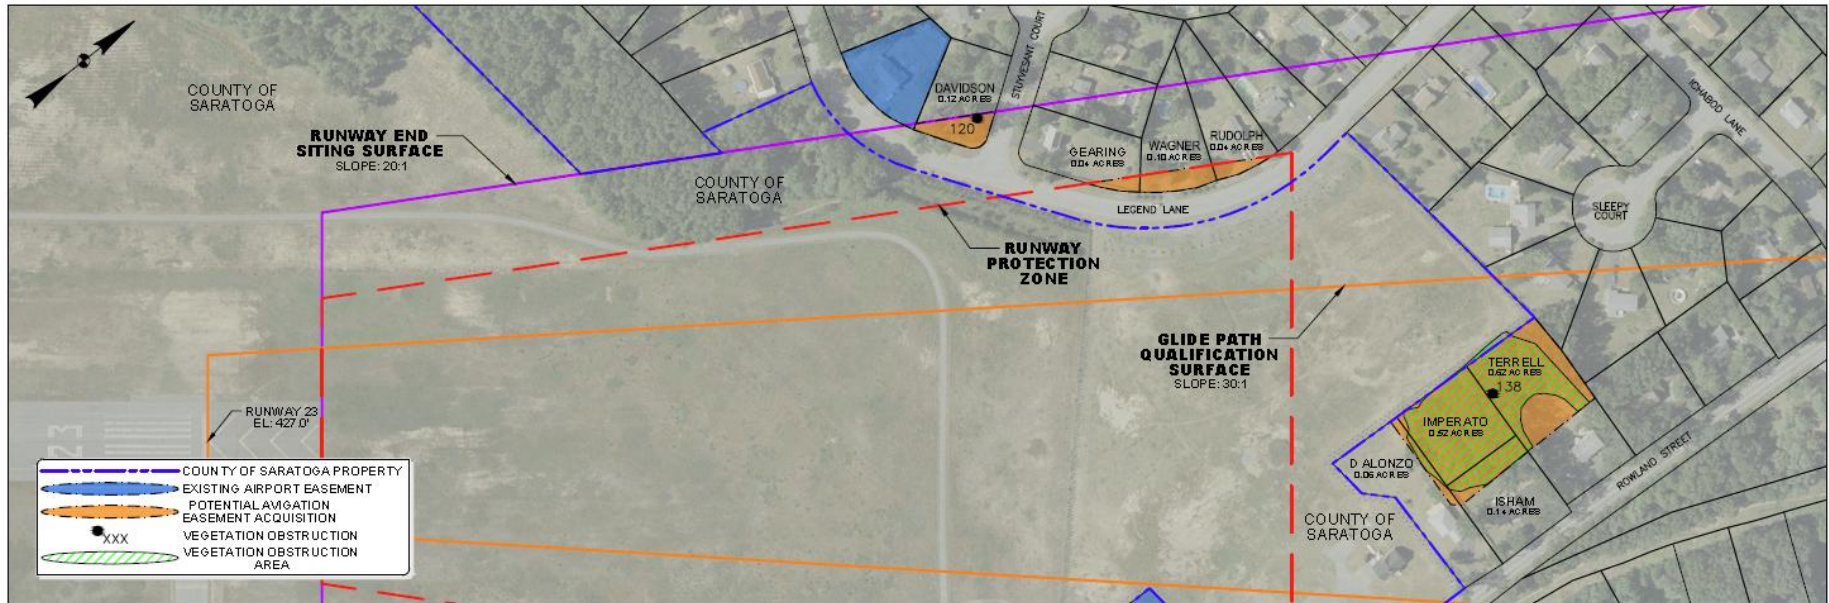 COUNTY OF
SARATOGA
RUNWAY END
SITING SURFACE
SLOPE: 20:1
COUNTY OF
SARATOGA
DAVIDSON
0.12 ACRES
120
STUYVESANT COURT
GEARING
0.04 ACRES
WAGNER
0.10 ACRES
RUDOLPH
0.04 ACRES
LEGEND LANE
ICHABOD LANE
SLEEPY
COURT
RUNWAY
PROTECTION
ZONE
GLIDE PATH
QUALIFICATION
SURFACE
SLOPE: 30:1
TERRELL
0.62 ACRES
138
IMPERATO
0.52 ACRES
D ALONZO
0.06 ACRES
ISHAM
0.14 ACRES
ROWLAND STREET
COUNTY OF
SARATOGA
RUNWAY 23
EL: 427.0'
23
COUNTY OF SARATOGA PROPERTY
EXISTING AIRPORT EASEMENT
POTENTIAL AVIGATION
EASEMENT ACQUISITION
XXX
VEGETATION OBSTRUCTION
VEGETATION OBSTRUCTION
AREA